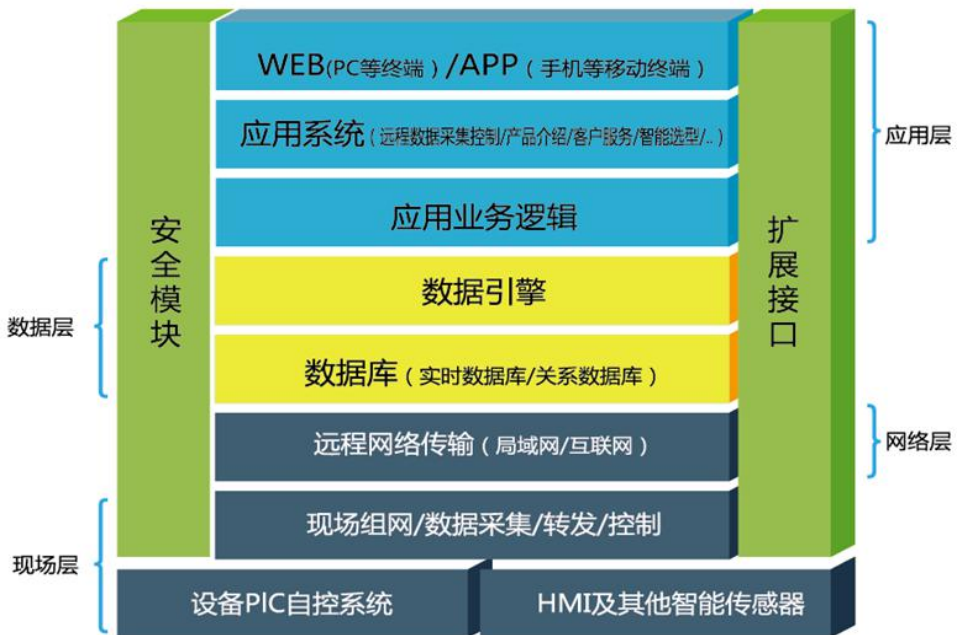 WEB(PC等终端）/APP（手机等移动终端）
应用系统（远程数据采集控制/产品介绍/客户服务/智能选型/..）
应用业务逻辑
应用层
安全模块
扩展接口
数据引擎
数据库（实时数据库/关系数据库）
数据层
远程网络传输（局域网/互联网）
网络层
现场组网/数据采集/转发/控制
现场层
设备PlC自控系统
HMI及其他智能传感器